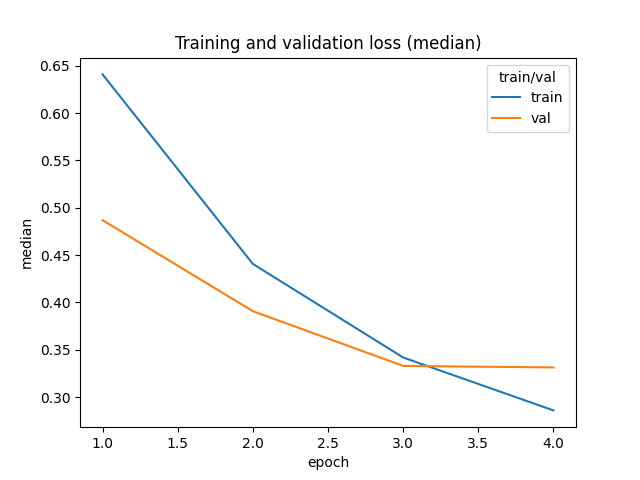 Training and validation loss (median)
train/val
train
val
median
0.65
0.60
0.55
0.50
0.45
0.40
0.35
0.30
1.0 1.5 2.0 2.5 3.0 3.5 4.0
epoch